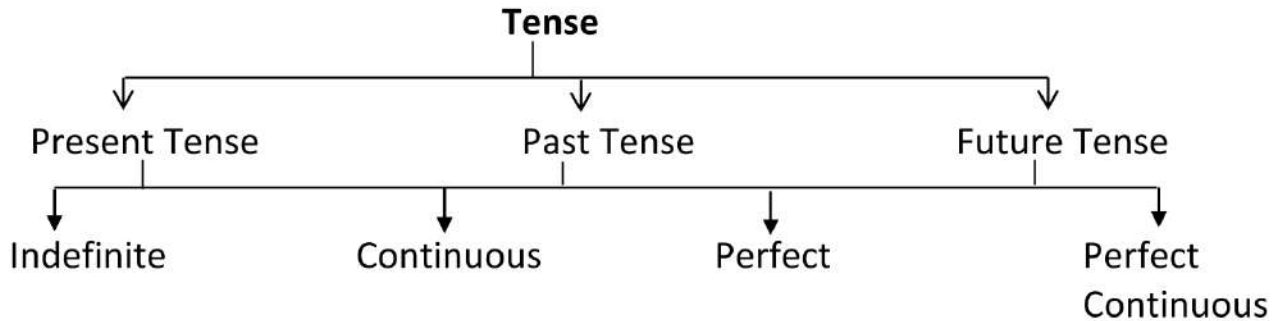 Tense
Present Tense Past Tense Future Tense
Indefinite Continuous Perfect Perfect
Continuous